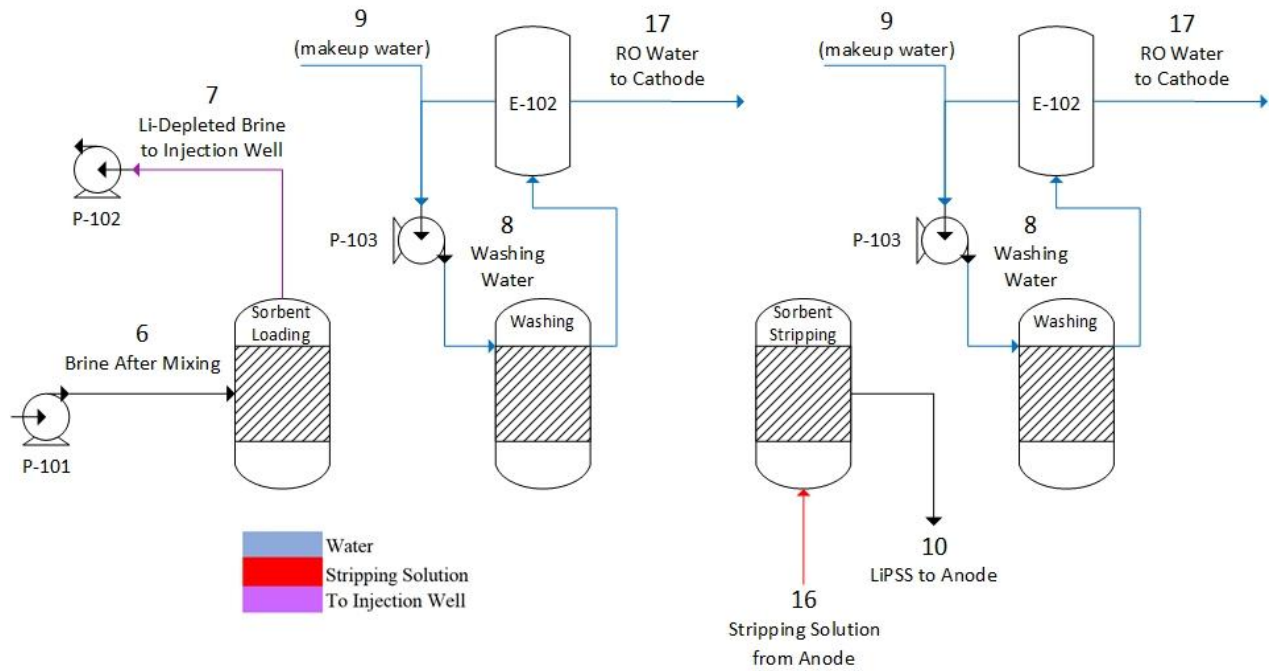 9
(makeup water)
E-102
17
RO Water
to Cathode
7
Li-Depleted Brine
to Injection Well
P-102
P-103
8
Washing
Water
Sorbent
Loading
Washing
6
Brine After Mixing
P-101
9
(makeup water)
E-102
17
RO Water
to Cathode
P-103
8
Washing
Water
Sorbent
Stripping
Washing
10
LiPSS to Anode
16
Stripping Solution
from Anode
Water
Stripping Solution
To Injection Well